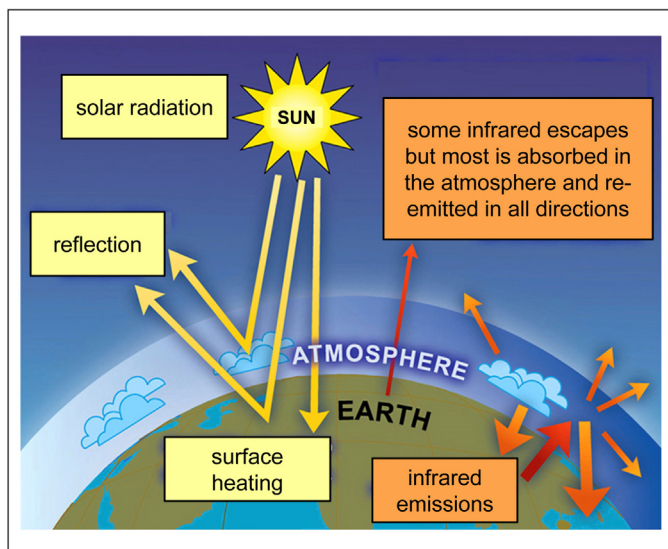 solar radiation
SUN
some infrared escapes
but most is absorbed in
the atmosphere and re-
emitted in all directions
reflection
ATMOSPHERE
EARTH
surface
heating
infrared
emissions